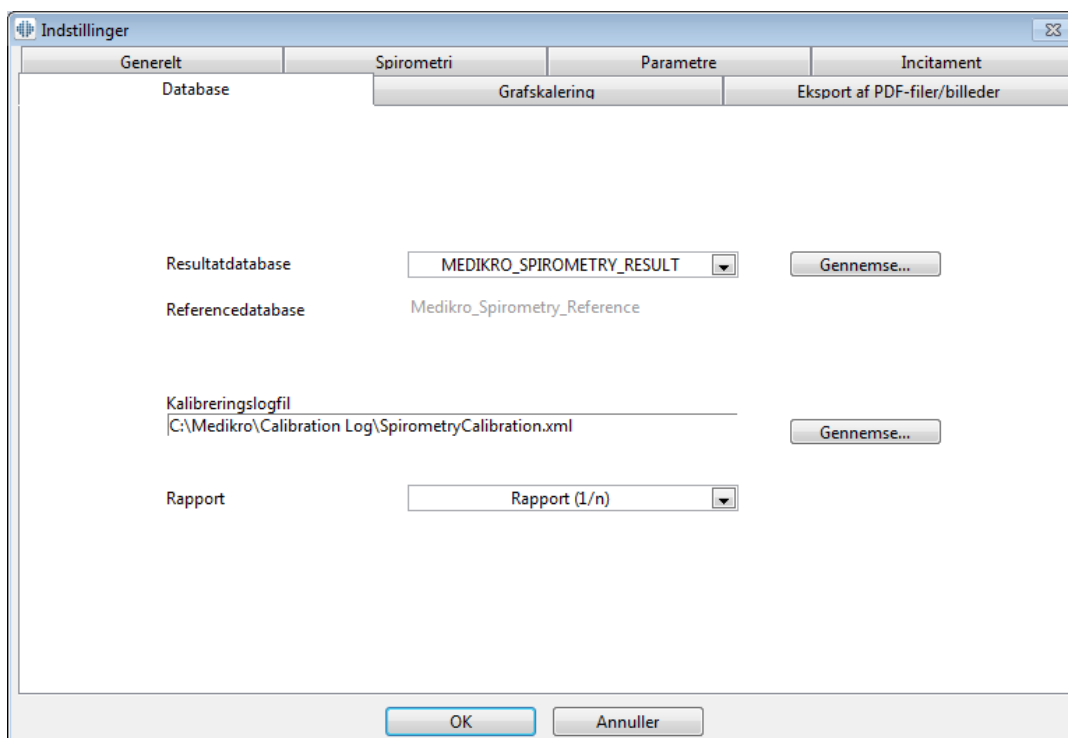 Indstillinger
Generelt Spirometri Parametre Incitament
Database Grafskalering Eksport af PDF-filer/billeder
Resultatdatabase MEDIKRO_SPIROMETRY_RESULT Gennemse...
Referencedatabase Medikro_Spirometry_Reference
Kalibreringslogfil
C:\Medikro\Calibration Log\SpirometryCalibration.xml
Gennemse...
Rapport Rapport (1/n)
OK Annuller